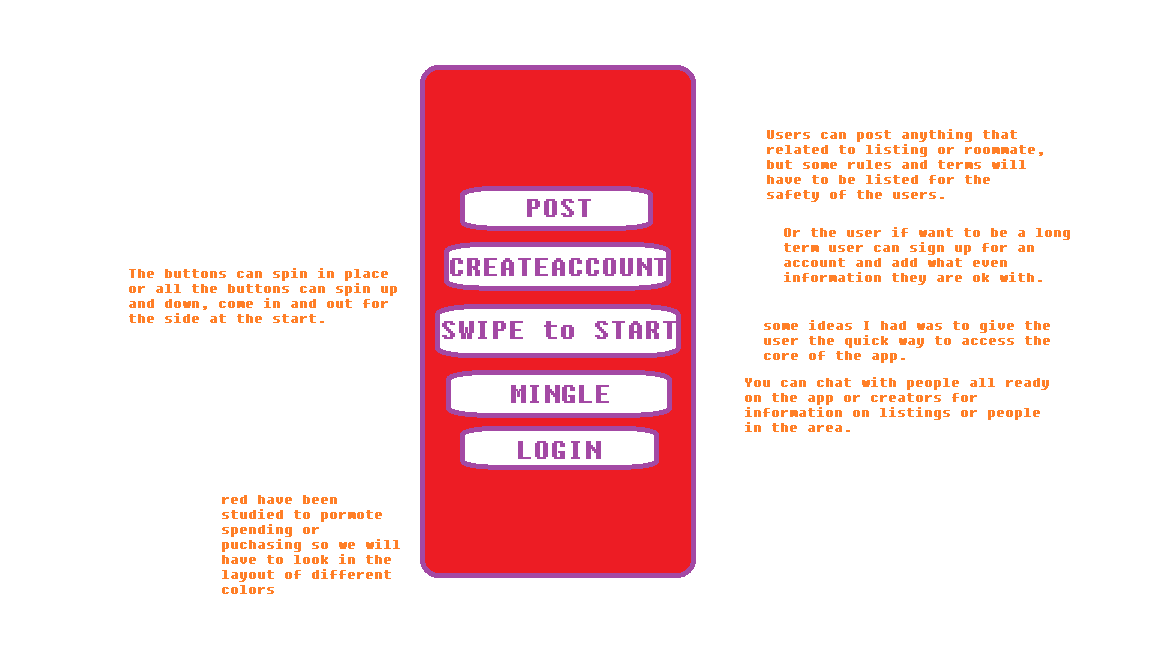 POST
CREATEACCOUNT
SWIPE to START
MINGLE
LOGIN
The buttons can spin in place
or all the buttons can spin up
and down, come in and out for
the side at the start.
red have been
studied to pormote
spending or
puchasing so we will
have to look in the
layout of different
colors
Users can post anything that
related to listing or roommate,
but some rules and terms will
have to be listed for the
safety of the users.
Or the user if want to be a long
term user can sign up for an
account and add what even
information they are ok with.
some ideas I had was to give the
user the quick way to access the
core of the app.
You can chat with people all ready
on the app or creators for
information on listings or people
in the area.